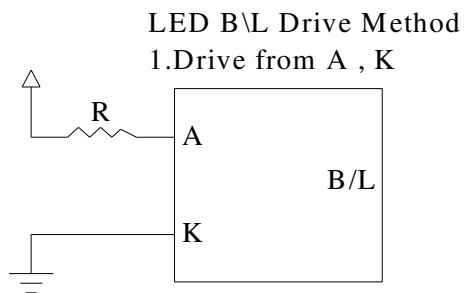 LED B\L Drive Method
1.Drive from A , K
R
A
B/L
K